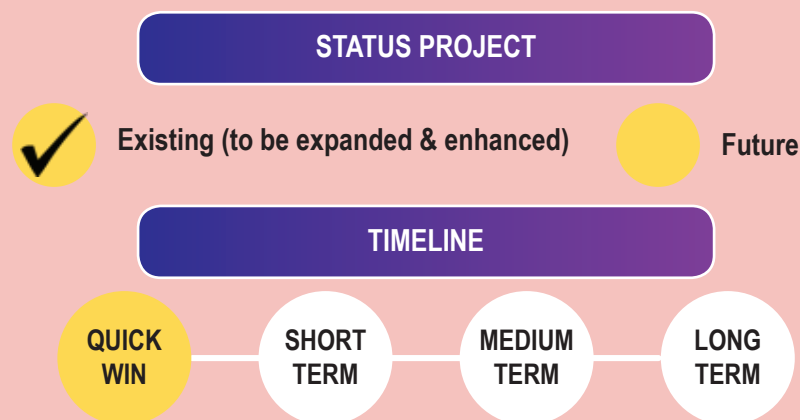 STATUS PROJECT
Existing (to be expanded & enhanced)
Future
TIMELINE
QUICK
WIN
SHORT
TERM
MEDIUM
TERM
LONG
TERM